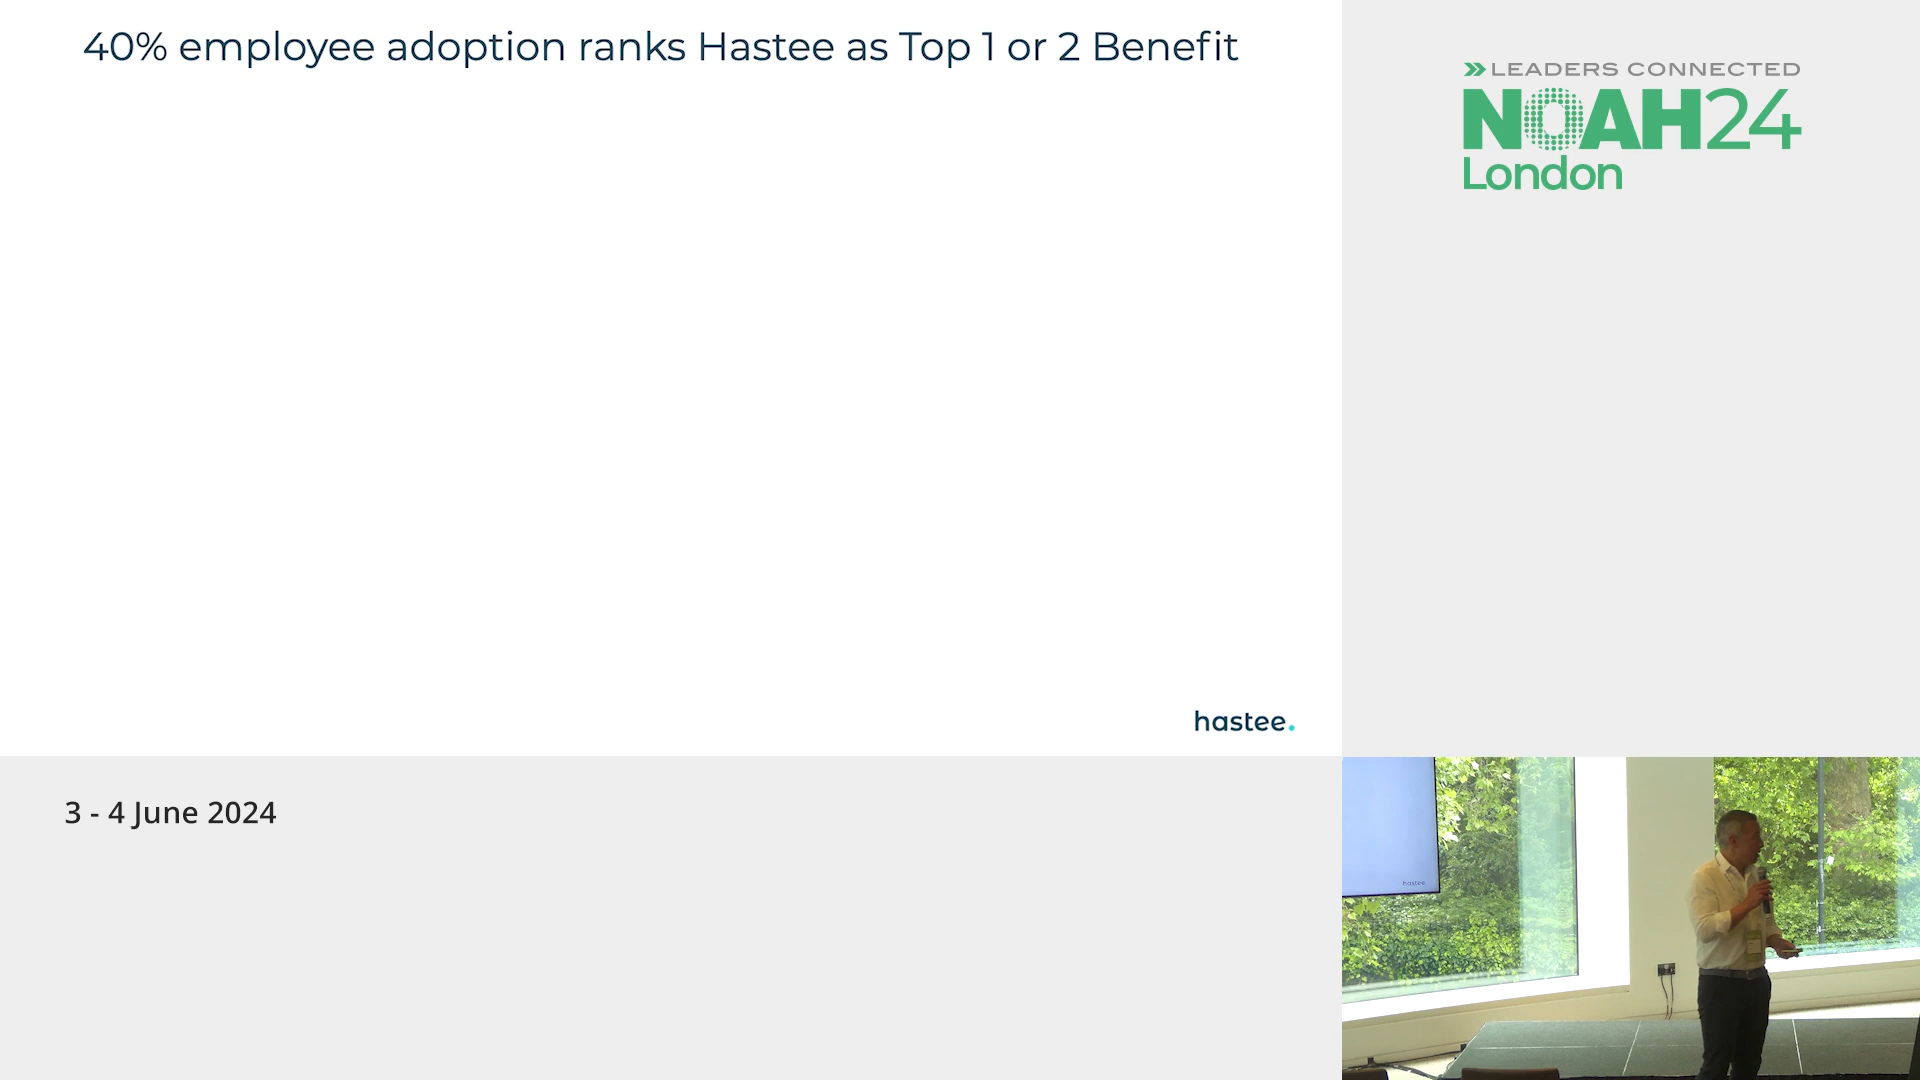 40% employee adoption ranks Hastee as Top 1 or 2 Benefit
LEADERS CONNECTED
NOAH24
London
hastee.
3 - 4 June 2024
hastee